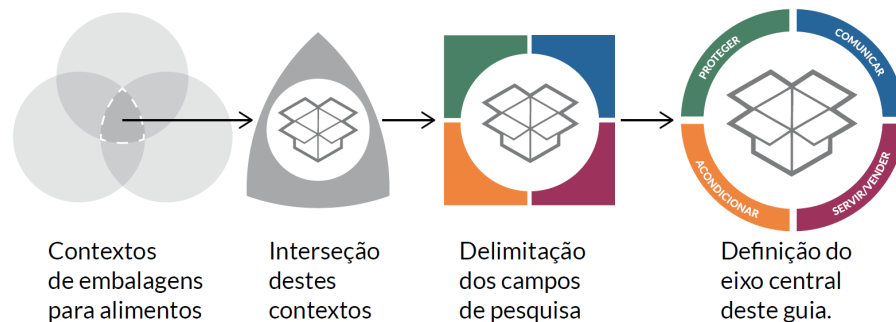 PROTEGER
COMUNICAR
ACONDICIONAR
SERVIR/VENDER
Contextos
de embalagens
para alimentos
Interseção
destes
contextos
Delimitação
dos campos
de pesquisa
Definição do
eixo central
deste guia.